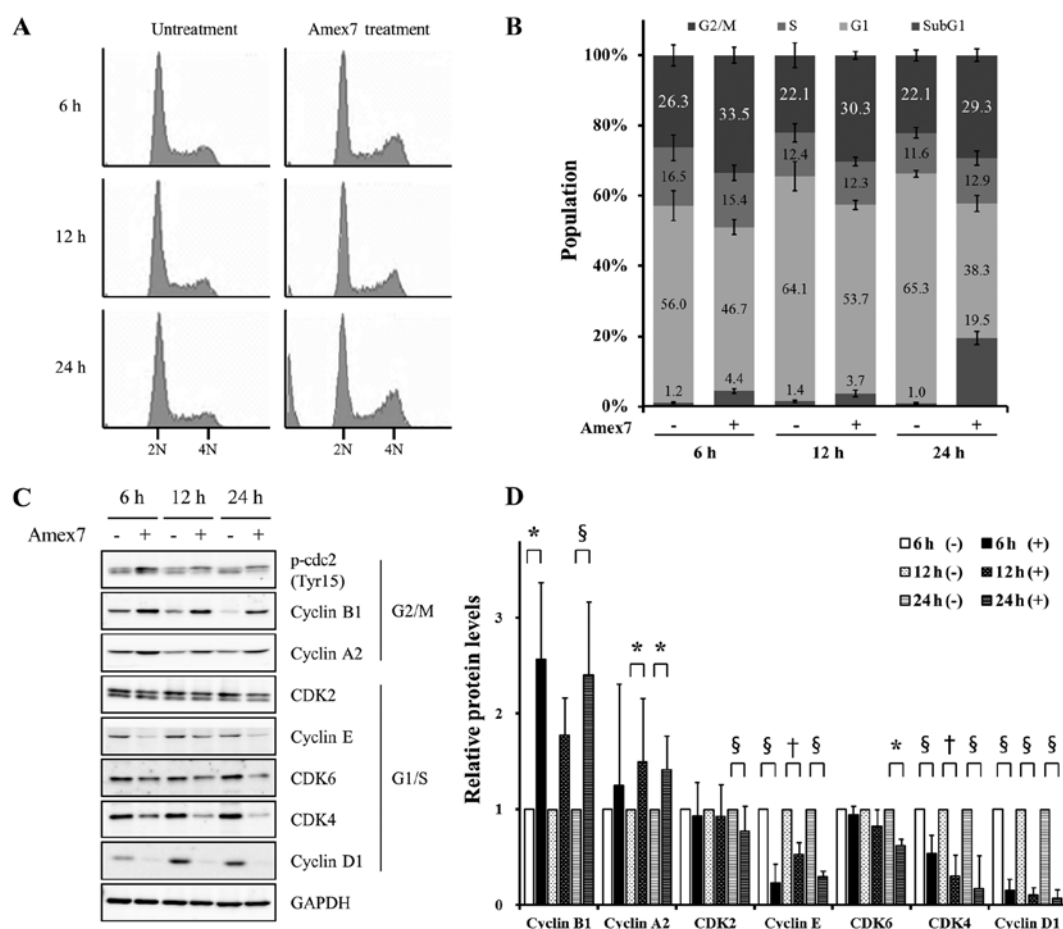 A
Untreatment Amex7 treatment
6 h
12 h
24 h
2N 4N 2N 4N
B
G2/M S G1 SubG1
Population
100%
80%
60%
40%
20%
0%
26.3 33.5 22.1 30.3 22.1 29.3
16.5 15.4 12.4 12.3 11.6 12.9
56.0 46.7 64.1 53.7 65.3 38.3
1.2 4.4 1.4 3.7 1.0 19.5
Amex7 - + - + - +
6 h 12 h 24 h
C
6 h 12 h 24 h
Amex7 - + - + - +
p-cdc2
(Tyr15)
Cyclin B1
Cyclin A2
G2/M
CDK2
Cyclin E
CDK6
CDK4
Cyclin D1
G1/S
GAPDH
D
Relative protein levels
3
2
1
0
6 h (-) 6 h (+)
12 h (-) 12 h (+)
24 h (-) 24 h (+)
* §
* *
§ § † § * § † § § § §
Cyclin B1 Cyclin A2 CDK2 Cyclin E CDK6 CDK4 Cyclin D1